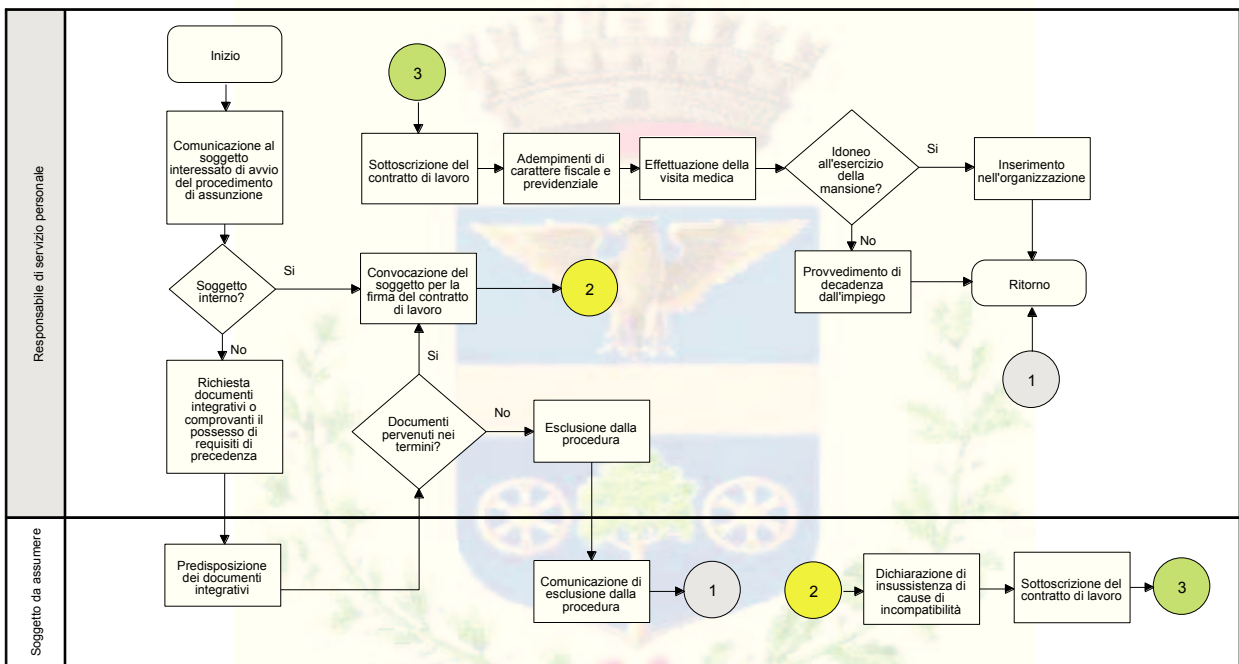 Responsabile di servizio personale
Inizio
Comunicazione al
soggetto
interessato di avvio
del procedimento
di assunzione
Soggetto
interno?
Si
No
Richiesta
documenti
integrativi o
comprovanti il
possesso di
requisiti di
precedenza
3
Sottoscrizione del
contratto di lavoro
Adempimenti di
carattere fiscale e
previdenziale
Effettuazione della
visita medica
Idoneo
all'esercizio
della
mansione?
Si
No
Inserimento
nell'organizzazione
Convocazione del
soggetto per la
firma del contratto
di lavoro
2
Provvedimento di
decadenza
dall'impiego
Ritorno
1
Si
Documenti
pervenuti nei
termini?
No
Esclusione dalla
procedura
Soggetto da assumere
Predisposizione
dei documenti
integrativi
Comunicazione di
esclusione dalla
procedura
1
2
Dichiarazione di
insussistenza di
cause di
incompatibilità
Sottoscrizione del
contratto di lavoro
3